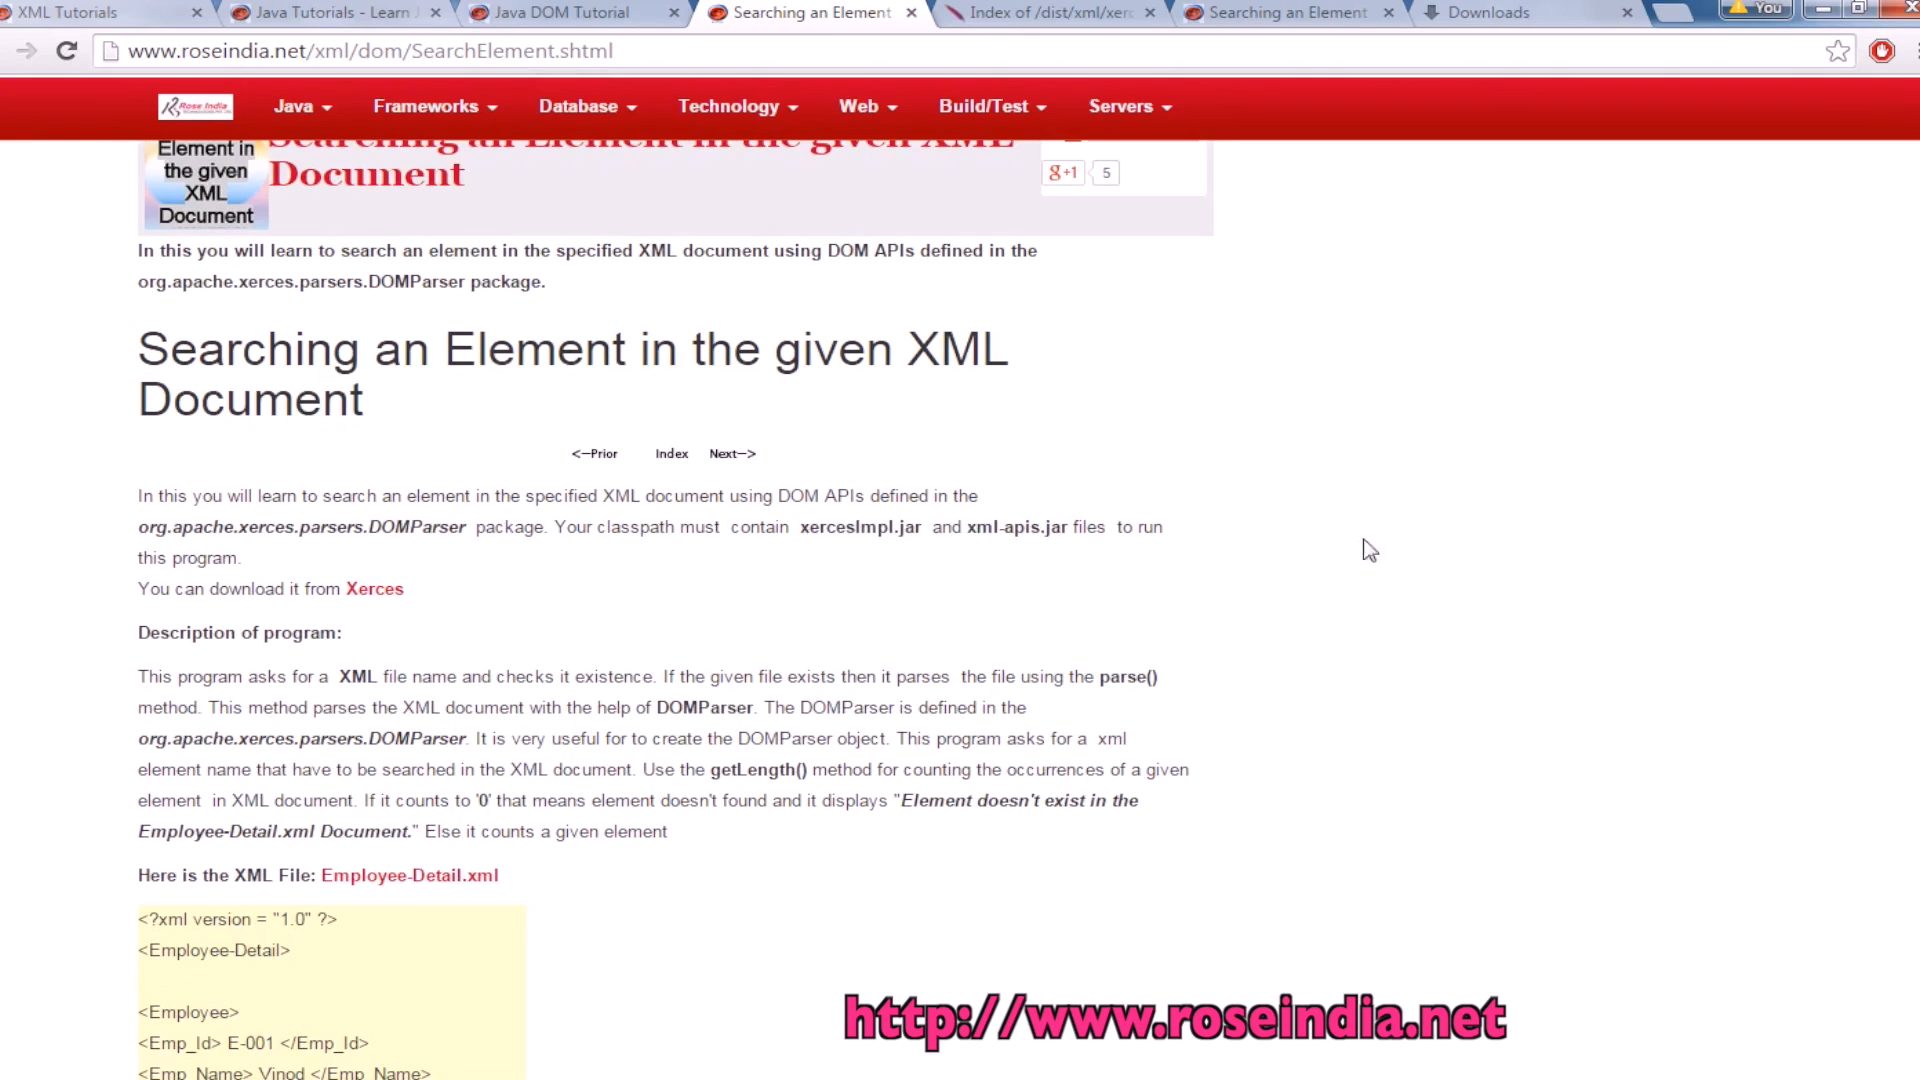 XML Tutorials
Java Tutorials - Learn J
Java DOM Tutorial
Searching an Element
Index of /dist/xml/xerc
Searching an Element
Downloads
You
www.roseindia.net/xml/dom/SearchElement.shtml
Rose India
Java Frameworks Database Technology Web Build/Test Servers
Element in
the given
XML
Document
Searching an Element in the given XML
Document
g+1 5
In this you will learn to search an element in the specified XML document using DOM APIs defined in the
org.apache.xerces.parsers.DOMParser package.
Searching an Element in the given XML
Document
<--Prior Index Next-->
In this you will learn to search an element in the specified XML document using DOM APIs defined in the
org.apache.xerces.parsers.DOMParser package. Your classpath must contain xercesImpl.jar and xml-apis.jar files to run
this program.
You can download it from Xerces
Description of program:
This program asks for a XML file name and checks it existence. If the given file exists then it parses the file using the parse()
method. This method parses the XML document with the help of DOMParser. The DOMParser is defined in the
org.apache.xerces.parsers.DOMParser. It is very useful for to create the DOMParser object. This program asks for a xml
element name that have to be searched in the XML document. Use the getLength() method for counting the occurrences of a given
element in XML document. If it counts to '0' that means element doesn't found and it displays "Element doesn't exist in the
Employee-Detail.xml Document." Else it counts a given element
Here is the XML File: Employee-Detail.xml
<?xml version = "1.0" ?>
<Employee-Detail>
<Employee>
<Emp_Id> E-001 </Emp_Id>
<Emp_Name> Vinod </Emp_Name>
http://www.roseindia.net